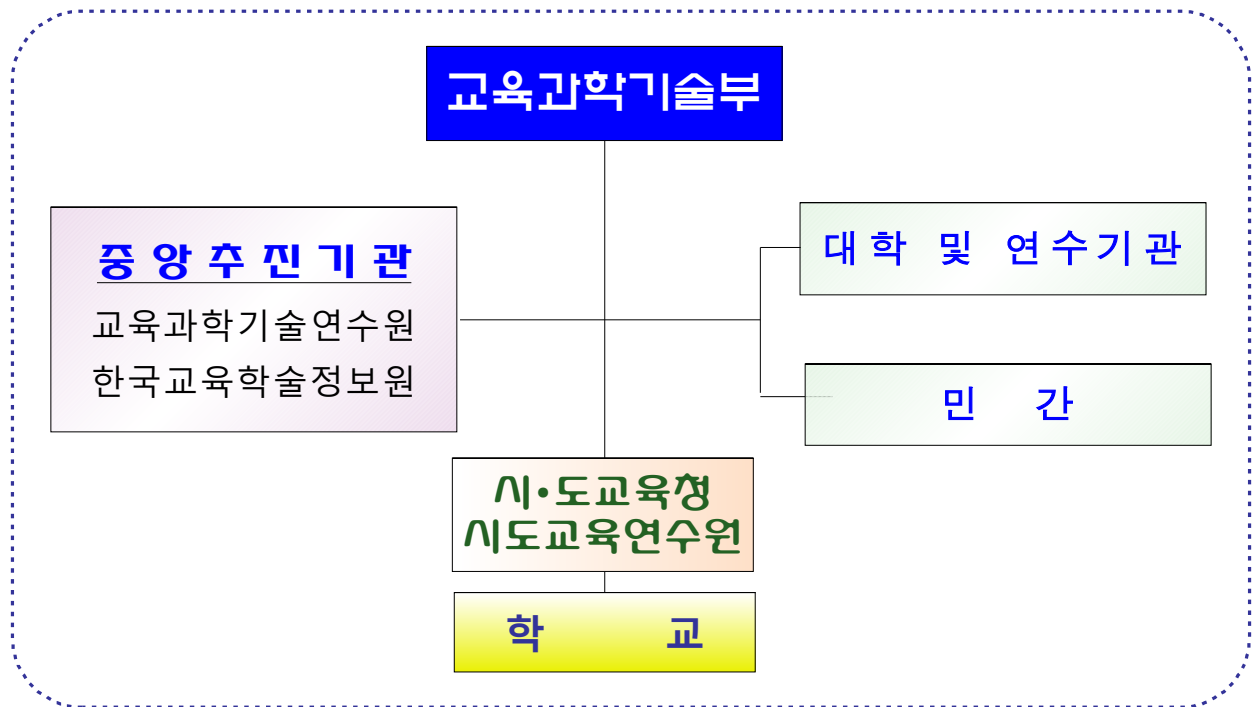 교육과학기술부
중앙추진기관
교육과학기술연수원
한국교육학술정보원
대학 및 연수기관
민 간
시·도교육청
시도교육연수원
학 교